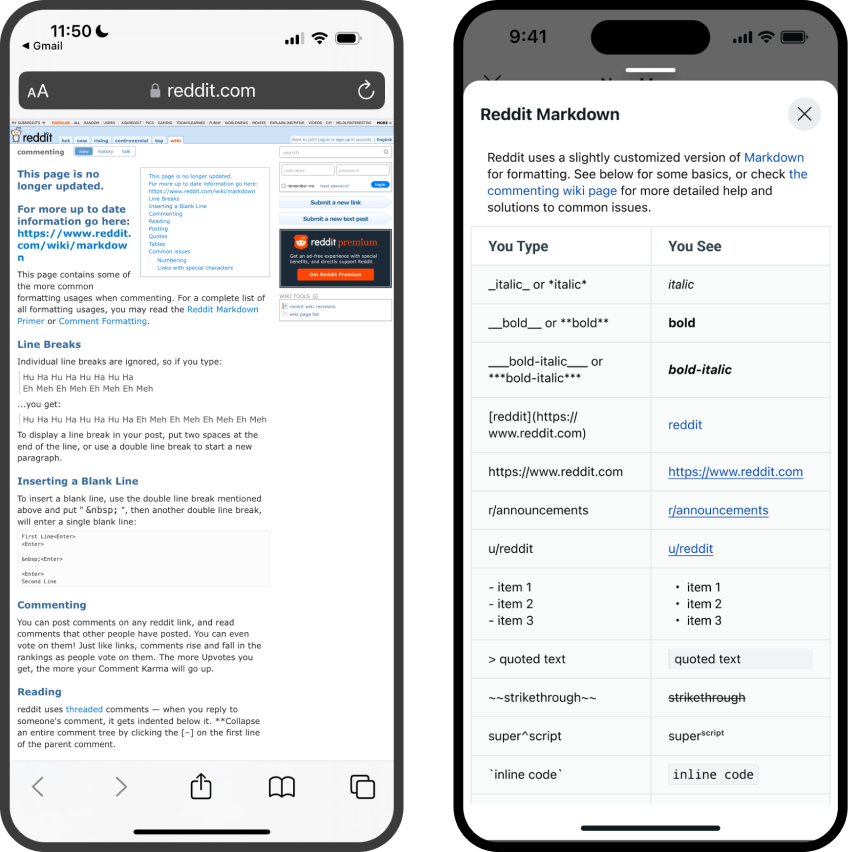 11:50
◄ Gmail
AA
reddit.com
MY SUBREDDITS
POPULAR - ALL - RANDOM - USERS | ASKREDDIT - PICS - GAMING - TODAYILEARNED - FUNNY - WORLDNEWS - MOVIES - EXPLAINLIKEIMFIVE - VIDEOS - DIY - MILDLYINTERESTING
MORE »
reddit
hot new rising controversial top wiki
Want to join? Log in or sign up in seconds. | English
commenting
view history talk
This page is no
longer updated.
For more up to date
information go here:
https://www.reddit.
com/wiki/markdow
n
This page is no longer updated.
For more up to date information go here:
https://www.reddit.com/wiki/markdown
Line Breaks
Inserting a Blank Line
Commenting
Reading
Posting
Quotes
Tables
Common issues
Numbering
Links with special characters
This page contains some of
the more common
formatting usages when commenting. For a complete list of
all formatting usages, you may read the Reddit Markdown
Primer or Comment Formatting.
Line Breaks
Individual line breaks are ignored, so if you type:
Hu Ha Hu Ha Hu Ha Hu Ha
Eh Meh Eh Meh Eh Meh Eh Meh
...you get:
Hu Ha Hu Ha Hu Ha Hu Ha Eh Meh Eh Meh Eh Meh Eh Meh
To display a line break in your post, put two spaces at the
end of the line, or use a double line break to start a new
paragraph.
Inserting a Blank Line
To insert a blank line, use the double line break mentioned
above and put " &nbsp; ", then another double line break,
will enter a single blank line:
First Line<Enter>
<Enter>
&nbsp;<Enter>
<Enter>
Second Line
Commenting
You can post comments on any reddit link, and read
comments that other people have posted. You can even
vote on them! Just like links, comments rise and fall in the
rankings as people vote on them. The more Upvotes you
get, the more your Comment Karma will go up.
Reading
reddit uses threaded comments — when you reply to
someone's comment, it gets indented below it. **Collapse
an entire comment tree by clicking the [–] on the first line
of the parent comment.
search
username password
remember me reset password login
Submit a new link
Submit a new text post
reddit premium
Get an ad-free experience with special
benefits, and directly support Reddit.
Get Reddit Premium
WIKI TOOLS
recent wiki revisions
wiki page list
9:41
Reddit Markdown
Reddit uses a slightly customized version of Markdown
for formatting. See below for some basics, or check the
commenting wiki page for more detailed help and
solutions to common issues.
You Type You See
_italic_ or *italic* italic
__bold__ or **bold** bold
___bold-italic___ or
***bold-italic*** bold-italic
[reddit](https://
www.reddit.com) reddit
https://www.reddit.com https://www.reddit.com
r/announcements r/announcements
u/reddit u/reddit
- item 1 • item 1
- item 2 • item 2
- item 3 • item 3
> quoted text quoted text
~~strikethrough~~ strikethrough
super^script superscript
`inline code` inline code